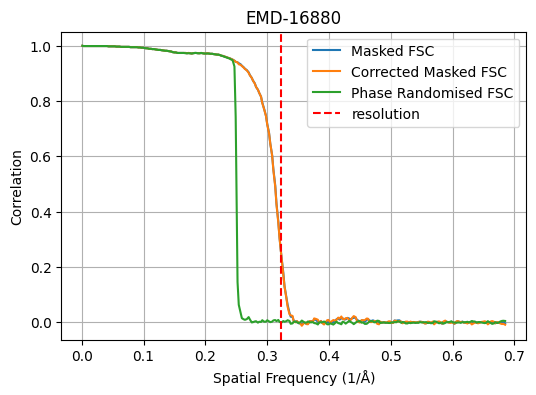 EMD-16880
Masked FSC
Corrected Masked FSC
Phase Randomised FSC
resolution
Correlation
1.0
0.8
0.6
0.4
0.2
0.0
0.0 0.1 0.2 0.3 0.4 0.5 0.6 0.7
Spatial Frequency (1/Å)